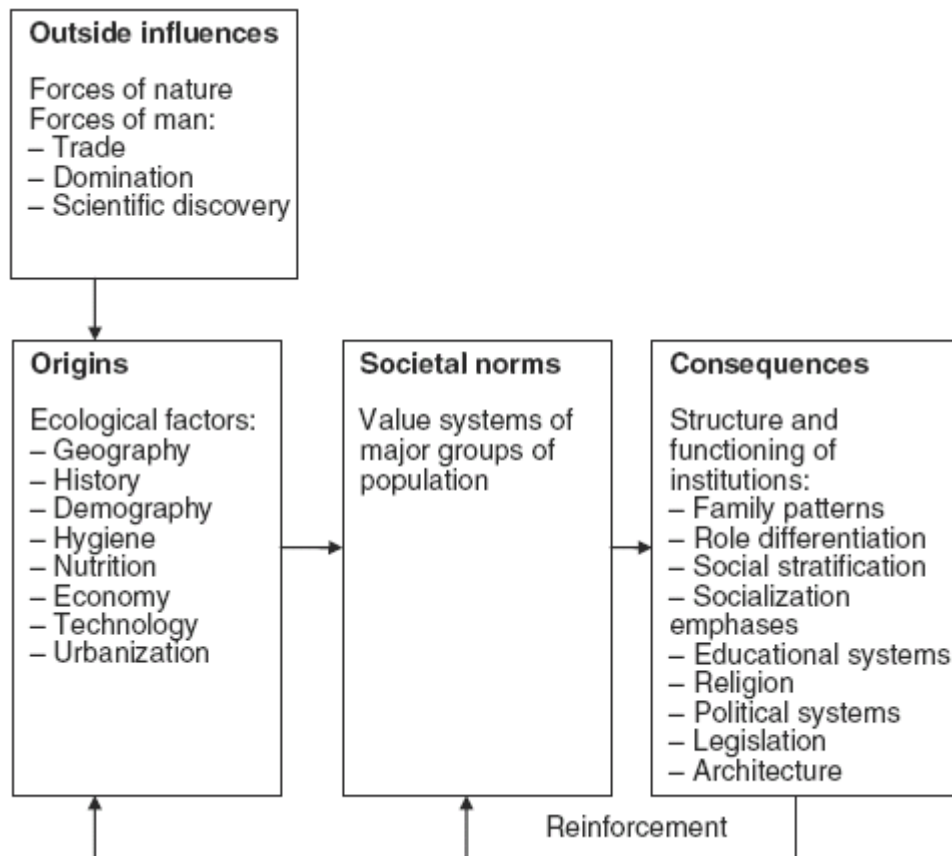 Outside influences
Forces of nature
Forces of man:
– Trade
– Domination
– Scientific discovery
Origins
Ecological factors:
– Geography
– History
– Demography
– Hygiene
– Nutrition
– Economy
– Technology
– Urbanization
Societal norms
Value systems of
major groups of
population
Consequences
Structure and
functioning of
institutions:
– Family patterns
– Role differentiation
– Social stratification
– Socialization
emphases
– Educational systems
– Religion
– Political systems
– Legislation
– Architecture
Reinforcement